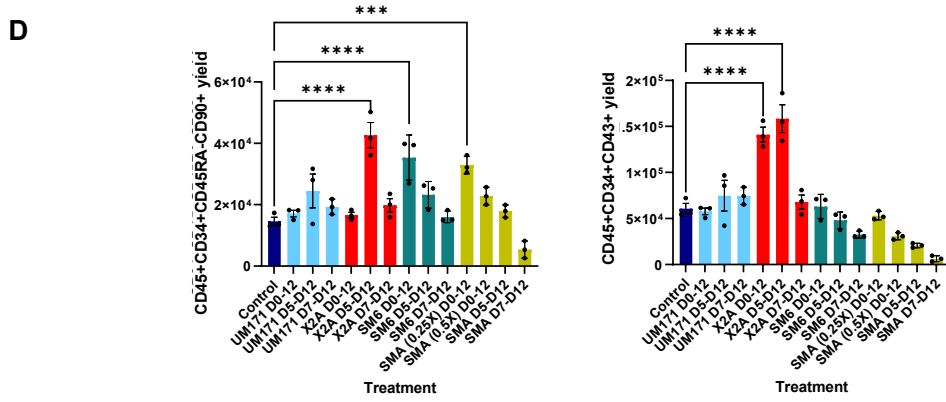 D
***
****
****
CD45+CD34+CD45RA-CD90+ yield
6×10⁴
4×10⁴
2×10⁴
0
Control
UM171 D0-12
UM171 D5-D12
UM171 D7-D12
X2A D0-12
X2A D5-D12
X2A D7-D12
SM6 D0-12
SM6 D5-D12
SM6 D7-D12
SMA (0.25X) D0-12
SMA (0.5X) D0-12
SMA D5-D12
SMA D7-D12
Treatment
****
****
CD45+CD34+CD43+ yield
2×10⁵
.5×10⁵
1×10⁵
5×10⁴
0
Control
UM171 D0-12
UM171 D5-D12
UM171 D7-D12
X2A D0-12
X2A D5-D12
X2A D7-D12
SM6 D0-12
SM6 D5-D12
SM6 D7-D12
SMA (0.25X) D0-12
SMA (0.5X) D0-12
SMA D5-D12
SMA D7-D12
Treatment